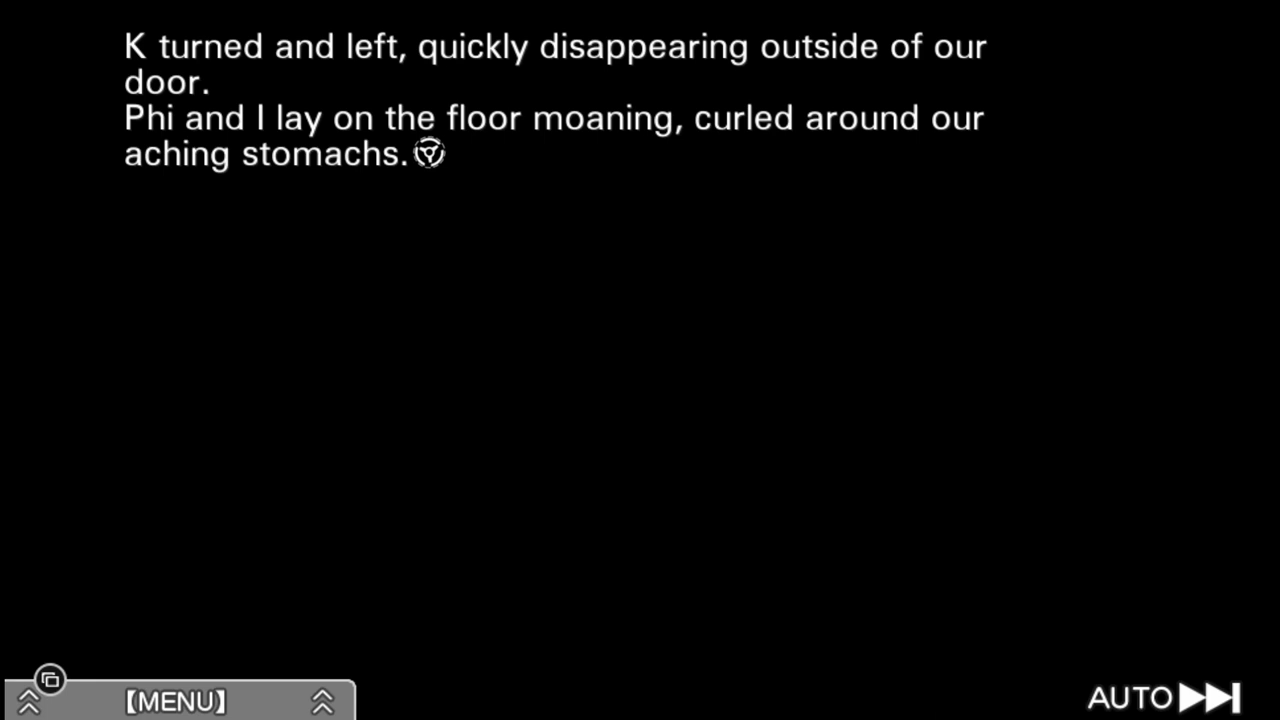 K turned and left, quickly disappearing outside of our
door.
Phi and I lay on the floor moaning, curled around our
aching stomachs.
【MENU】
AUTO